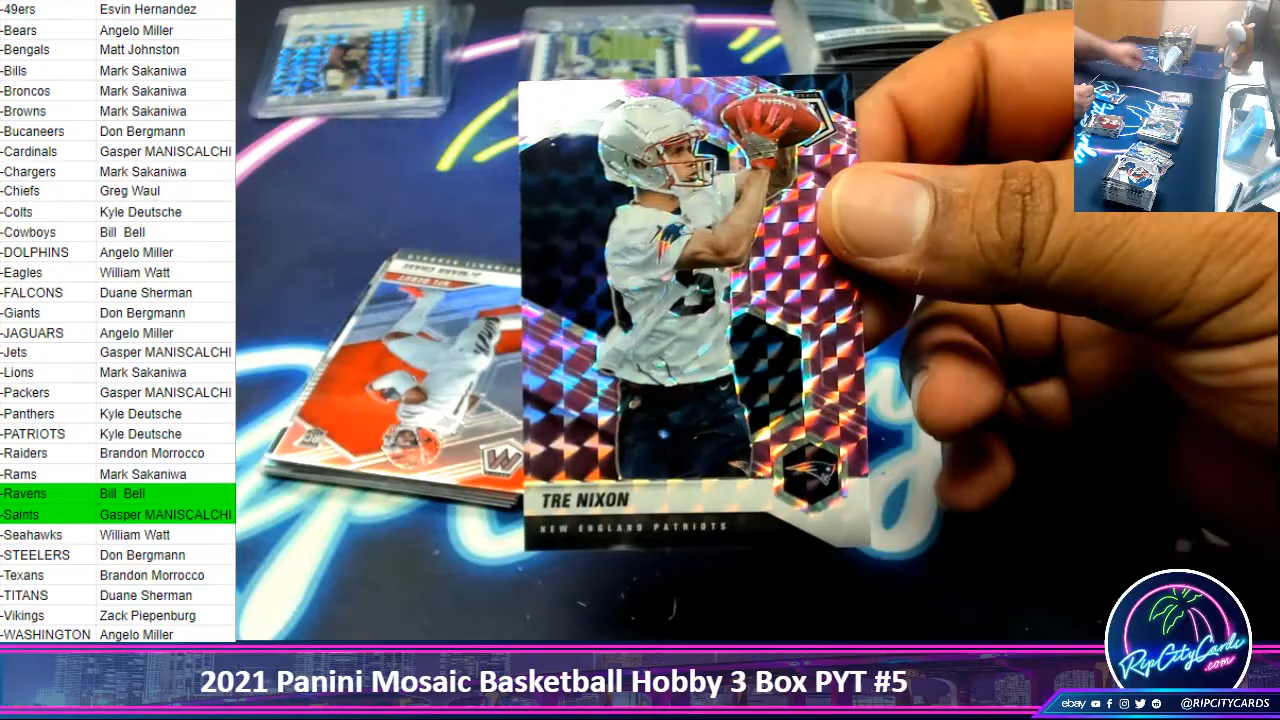 -49ers Esvin Hernandez
-Bears Angelo Miller
-Bengals Matt Johnston
-Bills Mark Sakaniwa
-Broncos Mark Sakaniwa
-Browns Mark Sakaniwa
-Bucaneers Don Bergmann
-Cardinals Gasper MANISCALCHI
-Chargers Mark Sakaniwa
-Chiefs Greg Waul
-Colts Kyle Deutsche
-Cowboys Bill Bell
-DOLPHINS Angelo Miller
-Eagles William Watt
-FALCONS Duane Sherman
-Giants Don Bergmann
-JAGUARS Angelo Miller
-Jets Gasper MANISCALCHI
-Lions Mark Sakaniwa
-Packers Gasper MANISCALCHI
-Panthers Kyle Deutsche
-PATRIOTS Kyle Deutsche
-Raiders Brandon Morrocco
-Rams Mark Sakaniwa
-Ravens Bill Bell
-Saints Gasper MANISCALCHI
-Seahawks William Watt
-STEELERS Don Bergmann
-Texans Brandon Morrocco
-TITANS Duane Sherman
-Vikings Zack Piepenburg
-WASHINGTON Angelo Miller
TRE NIXON
NEW ENGLAND PATRIOTS
RipCityCards
.com
2021 Panini Mosaic Basketball Hobby 3 Box PYT #5
ebay @RIPCITYCARDS